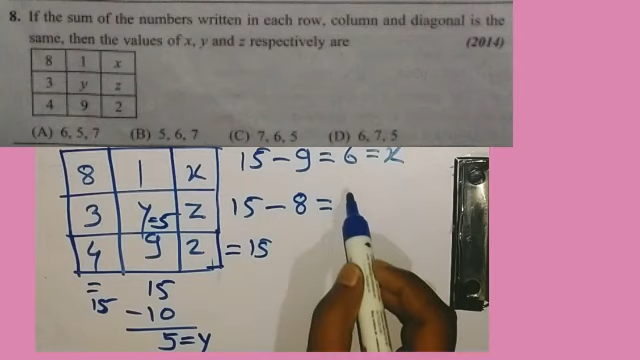 8. If the sum of the numbers written in each row, column and diagonal is the
same, then the values of x, y and z respectively are (2014)
8 1 x
3 y z
4 9 2
(A) 6, 5, 7 (B) 5, 6, 7 (C) 7, 6, 5 (D) 6, 7, 5
8 1 x 15-9=6=x
3 y=5 z 15-8=
4 9 2 =15
= 15
15 -10
5=y